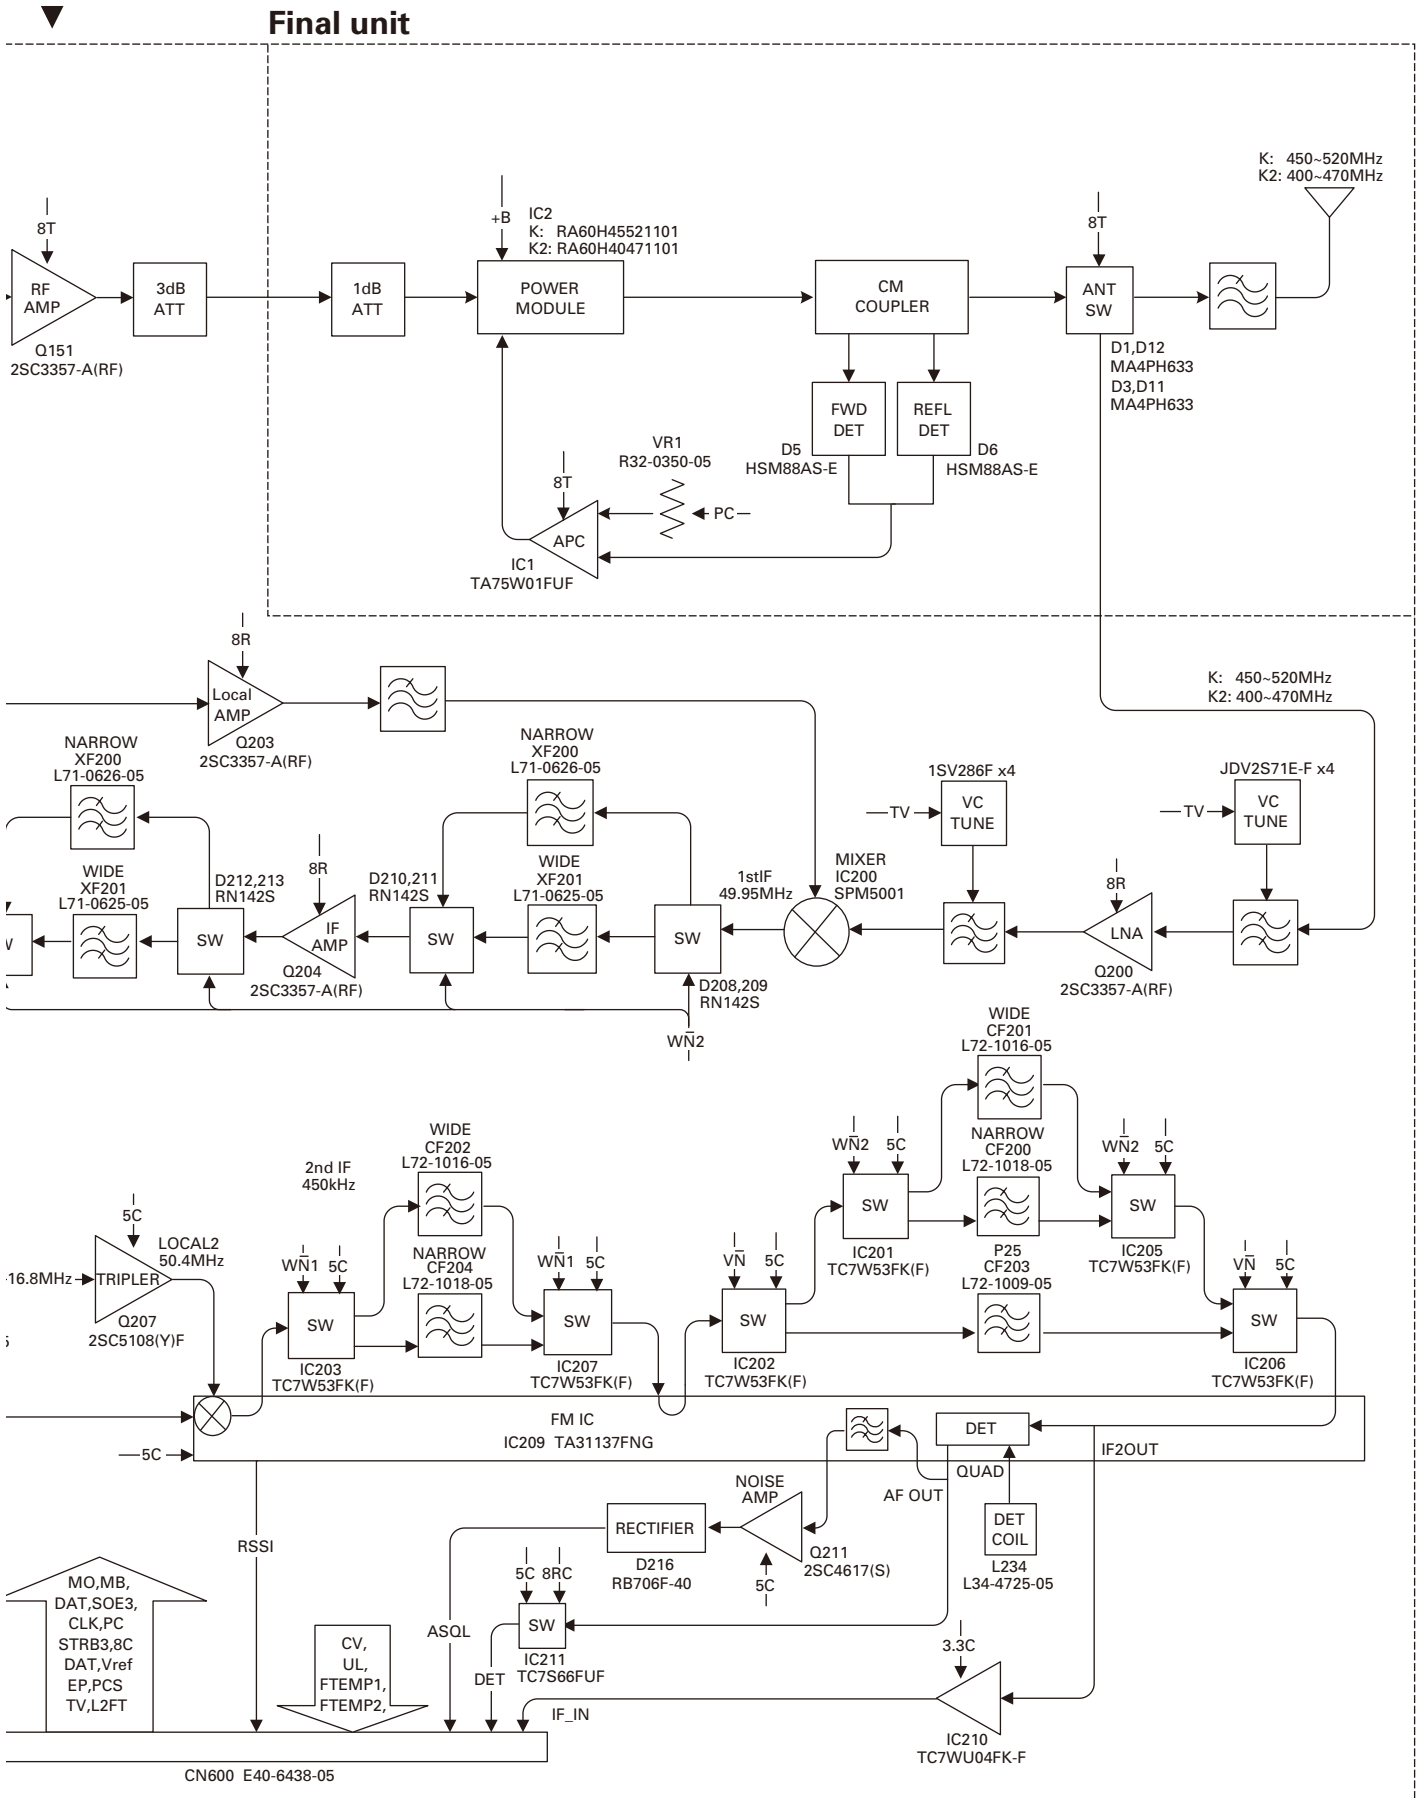 Final unit
K: 450~520MHz
K2: 400~470MHz
8T
RF
AMP
Q151
2SC3357-A(RF)
3dB
ATT
1dB
ATT
+B
IC2
K: RA60H45521101
K2: RA60H40471101
POWER
MODULE
CM
COUPLER
8T
ANT
SW
D1,D12
MA4PH633
D3,D11
MA4PH633
FWD
DET
REFL
DET
D5
HSM88AS-E
D6
HSM88AS-E
VR1
R32-0350-05
8T
PC
APC
IC1
TA75W01FUF
8R
Local
AMP
Q203
2SC3357-A(RF)
K: 450~520MHz
K2: 400~470MHz
NARROW
XF200
L71-0626-05
NARROW
XF200
L71-0626-05
1SV286F x4
TV
VC
TUNE
JDV2S71E-F x4
TV
VC
TUNE
WIDE
XF201
L71-0625-05
D212,213
RN142S
8R
D210,211
RN142S
WIDE
XF201
L71-0625-05
1stIF
49.95MHz
MIXER
IC200
SPM5001
8R
SW
IF
AMP
SW
SW
LNA
Q204
2SC3357-A(RF)
D208,209
RN142S
Q200
2SC3357-A(RF)
WN̅2
WIDE
CF201
L72-1016-05
WIDE
CF202
L72-1016-05
2nd IF
450kHz
WN̅2
5C
NARROW
CF200
L72-1018-05
WN̅2
5C
SW
SW
IC201
TC7W53FK(F)
IC205
TC7W53FK(F)
5C
LOCAL2
50.4MHz
16.8MHz
TRIPLER
Q207
2SC5108(Y)F
WN̅1
5C
NARROW
CF204
L72-1018-05
WN̅1
5C
VN̅
5C
P25
CF203
L72-1009-05
VN̅
5C
SW
SW
SW
SW
IC203
TC7W53FK(F)
IC207
TC7W53FK(F)
IC202
TC7W53FK(F)
IC206
TC7W53FK(F)
FM IC
IC209 TA31137FNG
5C
DET
IF2OUT
QUAD
AF OUT
NOISE
AMP
Q211
2SC4617(S)
5C
DET
COIL
L234
L34-4725-05
RECTIFIER
D216
RB706F-40
RSSI
5C
8RC
SW
IC211
TC7S66FUF
ASQL
DET
MO,MB,
DAT,SOE3,
CLK,PC
STRB3,8C
DAT,Vref
EP,PCS
TV,L2FT
CV,
UL,
FTEMP1,
FTEMP2,
3.3C
IF_IN
IC210
TC7WU04FK-F
CN600 E40-6438-05